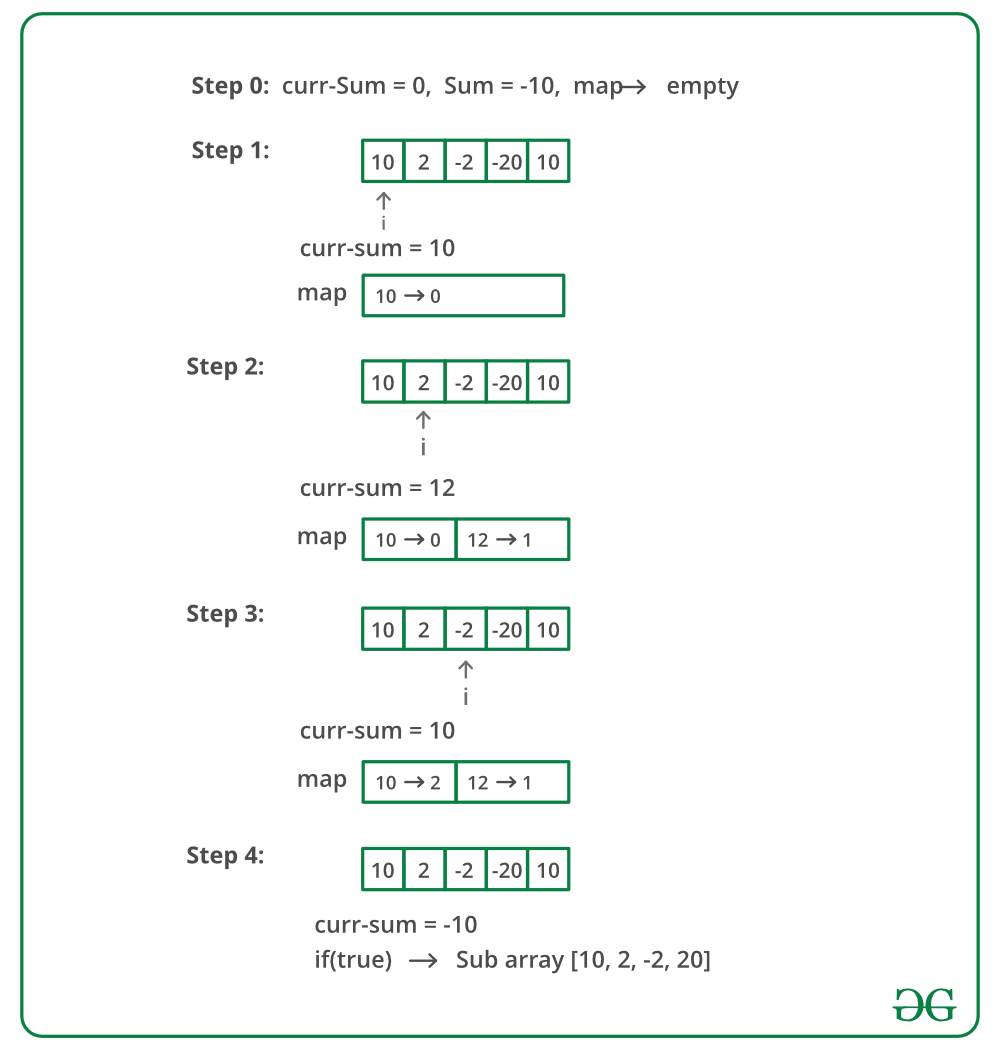 Step 0: curr-Sum = 0, Sum = -10, map→ empty
Step 1:
10 2 -2 -20 10
i
curr-sum = 10
map 10 → 0
Step 2:
10 2 -2 -20 10
i
curr-sum = 12
map 10 → 0 12 → 1
Step 3:
10 2 -2 -20 10
i
curr-sum = 10
map 10 → 2 12 → 1
Step 4:
10 2 -2 -20 10
curr-sum = -10
if(true) → Sub array [10, 2, -2, 20]